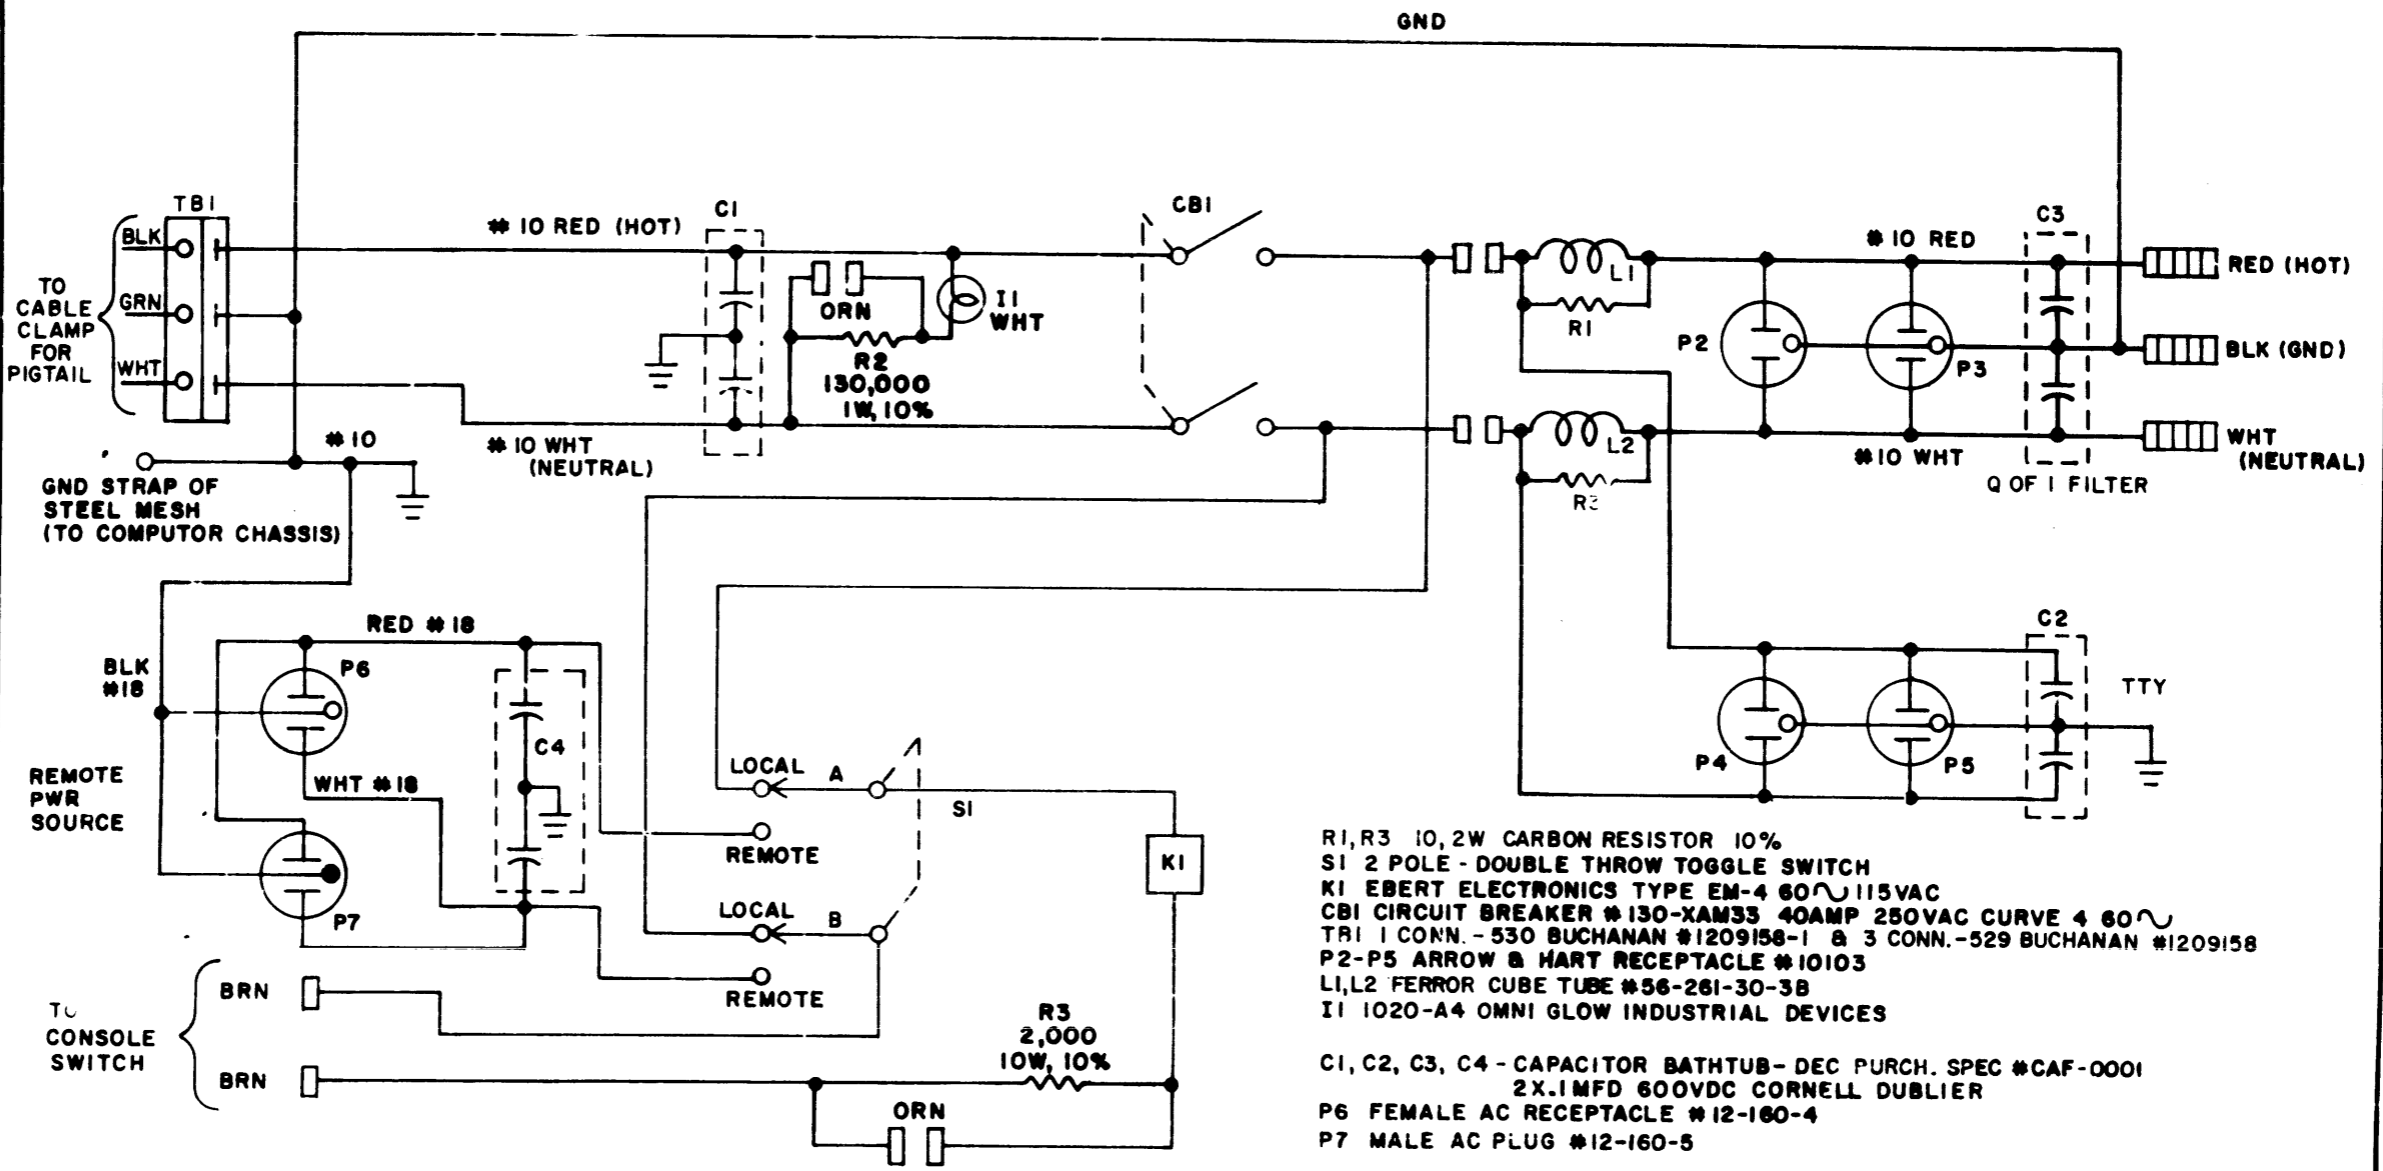 GND
TB1
BLK
GRN
WHT
TO
CABLE
CLAMP
FOR
PIGTAIL
# 10 RED (HOT)
C1
ORN
R2
130,000
1W, 10%
I1
WHT
CB1
# 10 WHT
(NEUTRAL)
# 10
GND STRAP OF
STEEL MESH
(TO COMPUTOR CHASSIS)
L1
R1
L2
R3
P2
P3
# 10 RED
#10 WHT
C3
Q OF 1 FILTER
RED (HOT)
BLK (GND)
WHT
(NEUTRAL)
BLK
#18
RED # 18
P6
C4
WHT # 18
P7
REMOTE
PWR
SOURCE
LOCAL
A
S1
REMOTE
LOCAL
B
REMOTE
K1
P4
P5
C2
TTY
TO
CONSOLE
SWITCH
BRN
BRN
R3
2,000
10W, 10%
ORN
R1, R3 10, 2W CARBON RESISTOR 10%
S1 2 POLE - DOUBLE THROW TOGGLE SWITCH
K1 EBERT ELECTRONICS TYPE EM-4 60∿ 115VAC
CB1 CIRCUIT BREAKER # 130-XAM33 40AMP 250VAC CURVE 4 60∿
TB1 1 CONN. - 530 BUCHANAN #1209158-1 & 3 CONN.-529 BUCHANAN #1209158
P2-P5 ARROW & HART RECEPTACLE #10103
L1, L2 FERROR CUBE TUBE #56-261-30-3B
I1 1020-A4 OMNI GLOW INDUSTRIAL DEVICES
C1, C2, C3, C4 - CAPACITOR BATHTUB- DEC PURCH. SPEC #CAF-0001
2X.1MFD 600VDC CORNELL DUBLIER
P6 FEMALE AC RECEPTACLE #12-160-4
P7 MALE AC PLUG #12-160-5